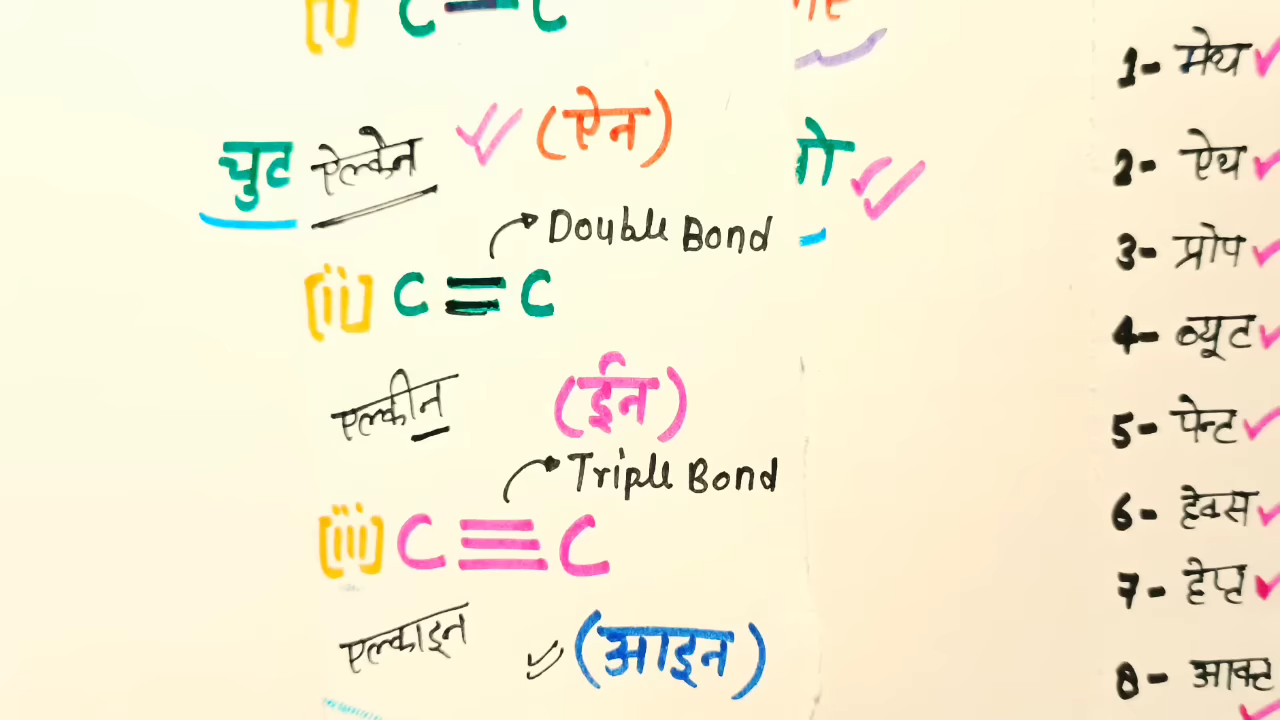 (i) C — C
चुट ऐल्केन (ऐन)
गे
Double Bond
(ii) C = C
एल्कीन (ईन)
Triple Bond
(iii) C ≡ C
एल्काइन (आइन)
1- मेथ
2- ऐथ
3- प्रोप
4- ब्यूट
5- पेन्ट
6- हेक्स
7- हेप्ट
8- आक्ट